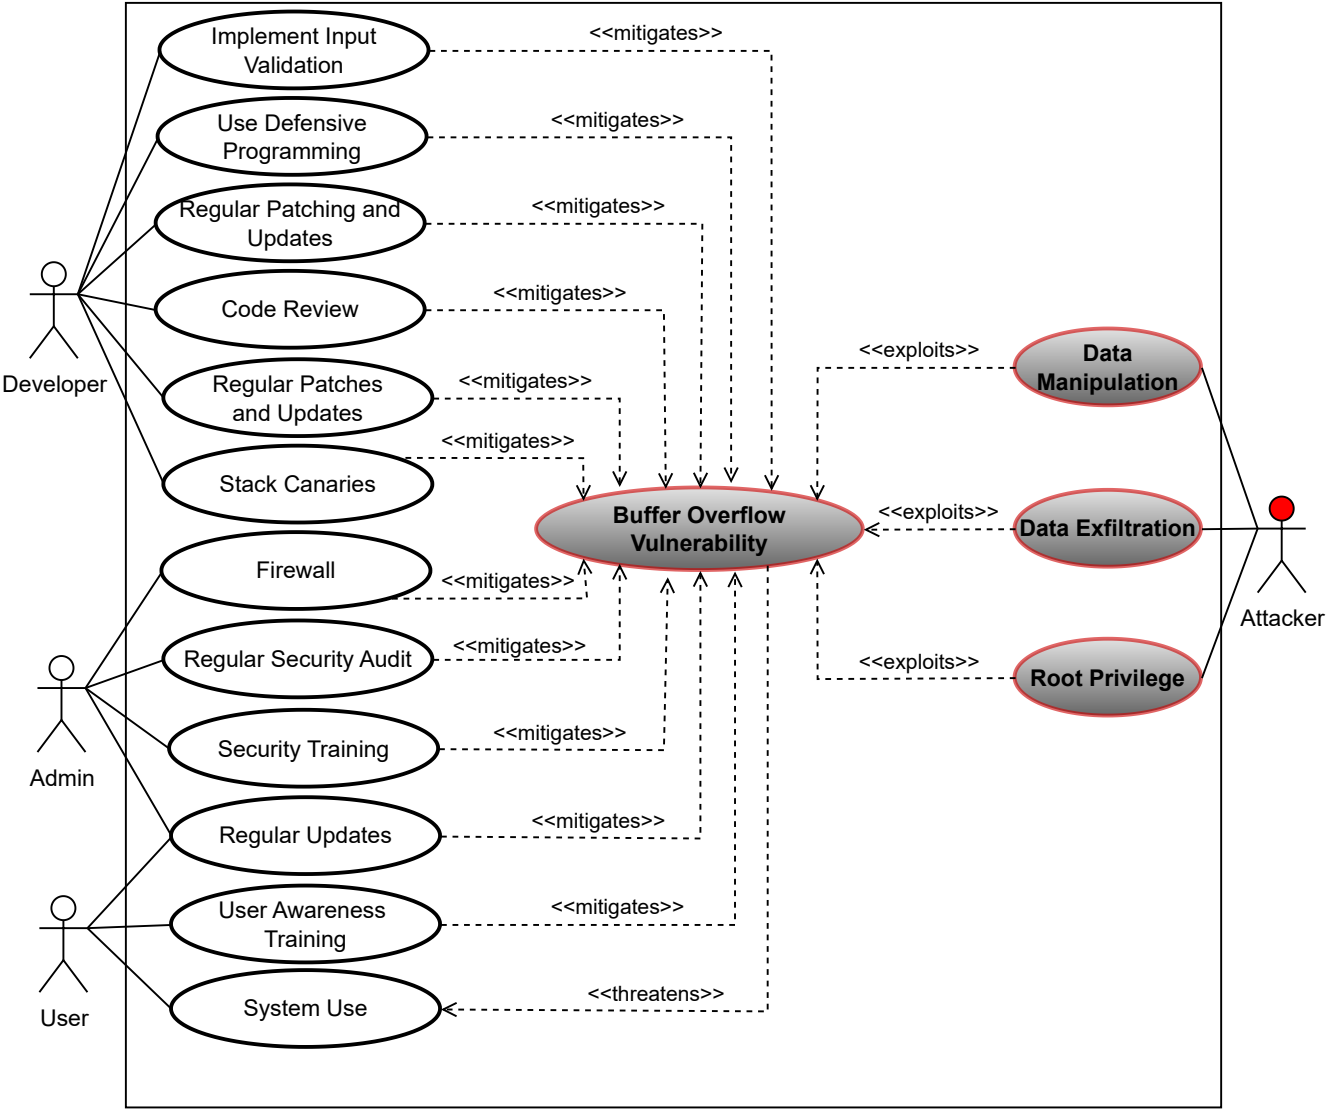 Implement Input
Validation
<<mitigates>>
Use Defensive
Programming
<<mitigates>>
Regular Patching and
Updates
<<mitigates>>
Code Review
<<mitigates>>
Developer
Regular Patches
and Updates
<<mitigates>>
Stack Canaries
<<mitigates>>
Buffer Overflow
Vulnerability
<<exploits>>
Data
Manipulation
<<exploits>>
Data Exfiltration
<<exploits>>
Root Privilege
Attacker
Firewall
<<mitigates>>
Regular Security Audit
<<mitigates>>
Security Training
<<mitigates>>
Admin
Regular Updates
<<mitigates>>
User Awareness
Training
<<mitigates>>
System Use
<<threatens>>
User